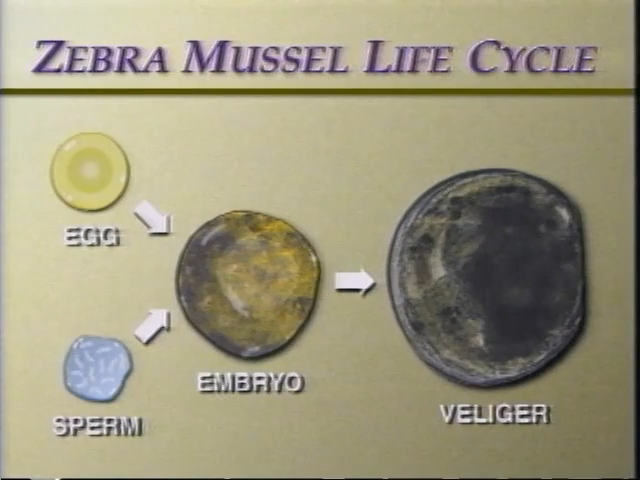 ZEBRA MUSSEL LIFE CYCLE
EGG
SPERM
EMBRYO
VELIGER